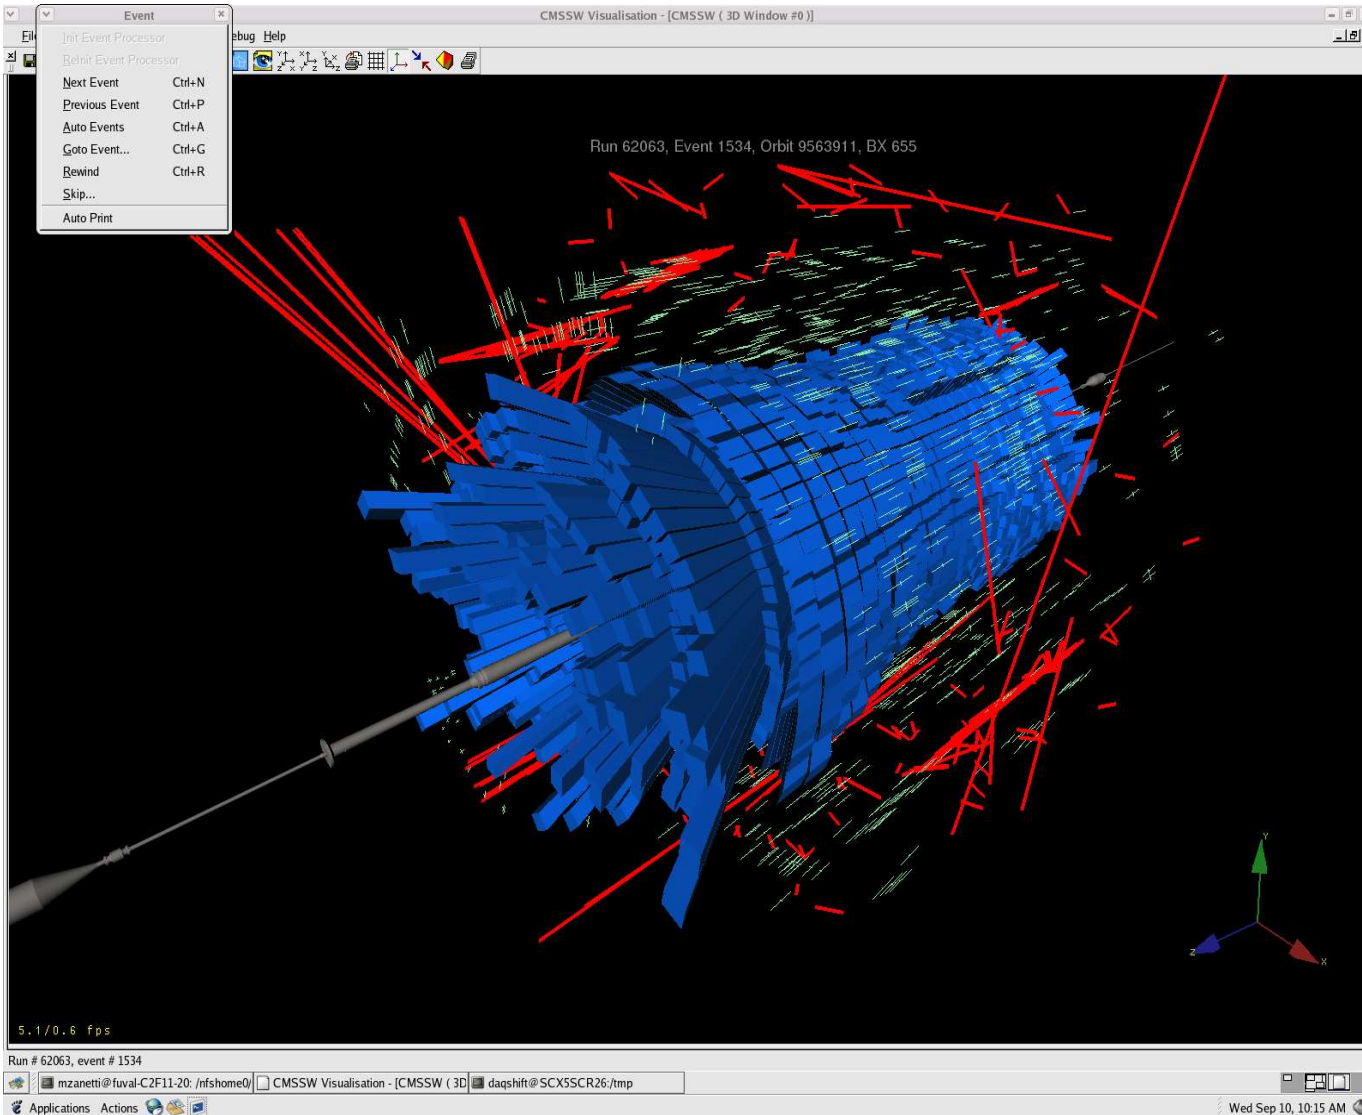 Event
CMSSW Visualisation - [CMSSW ( 3D Window #0 )]
Init Event Processor
ebug Help
ReInit Event Processor
Next Event Ctrl+N
Previous Event Ctrl+P
Auto Events Ctrl+A
Goto Event... Ctrl+G
Rewind Ctrl+R
Skip...
Auto Print
Run 62063, Event 1534, Orbit 9563911, BX 655
Y
Z
X
5.1/0.6 fps
Run # 62063, event # 1534
mzanetti@fuval-C2F11-20: /nfshome0/ CMSSW Visualisation - [CMSSW ( 3D daqshift@SCX5SCR26:/tmp
Applications Actions Wed Sep 10, 10:15 AM